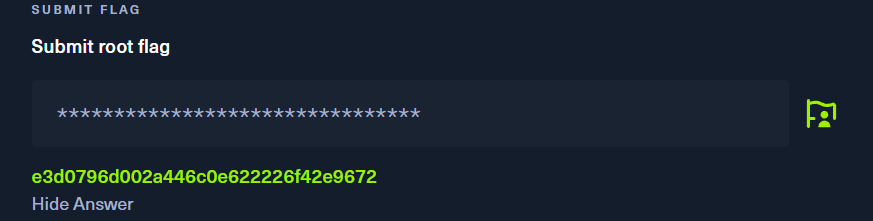 SUBMIT FLAG
Submit root flag
********************************
e3d0796d002a446c0e622226f42e9672
Hide Answer